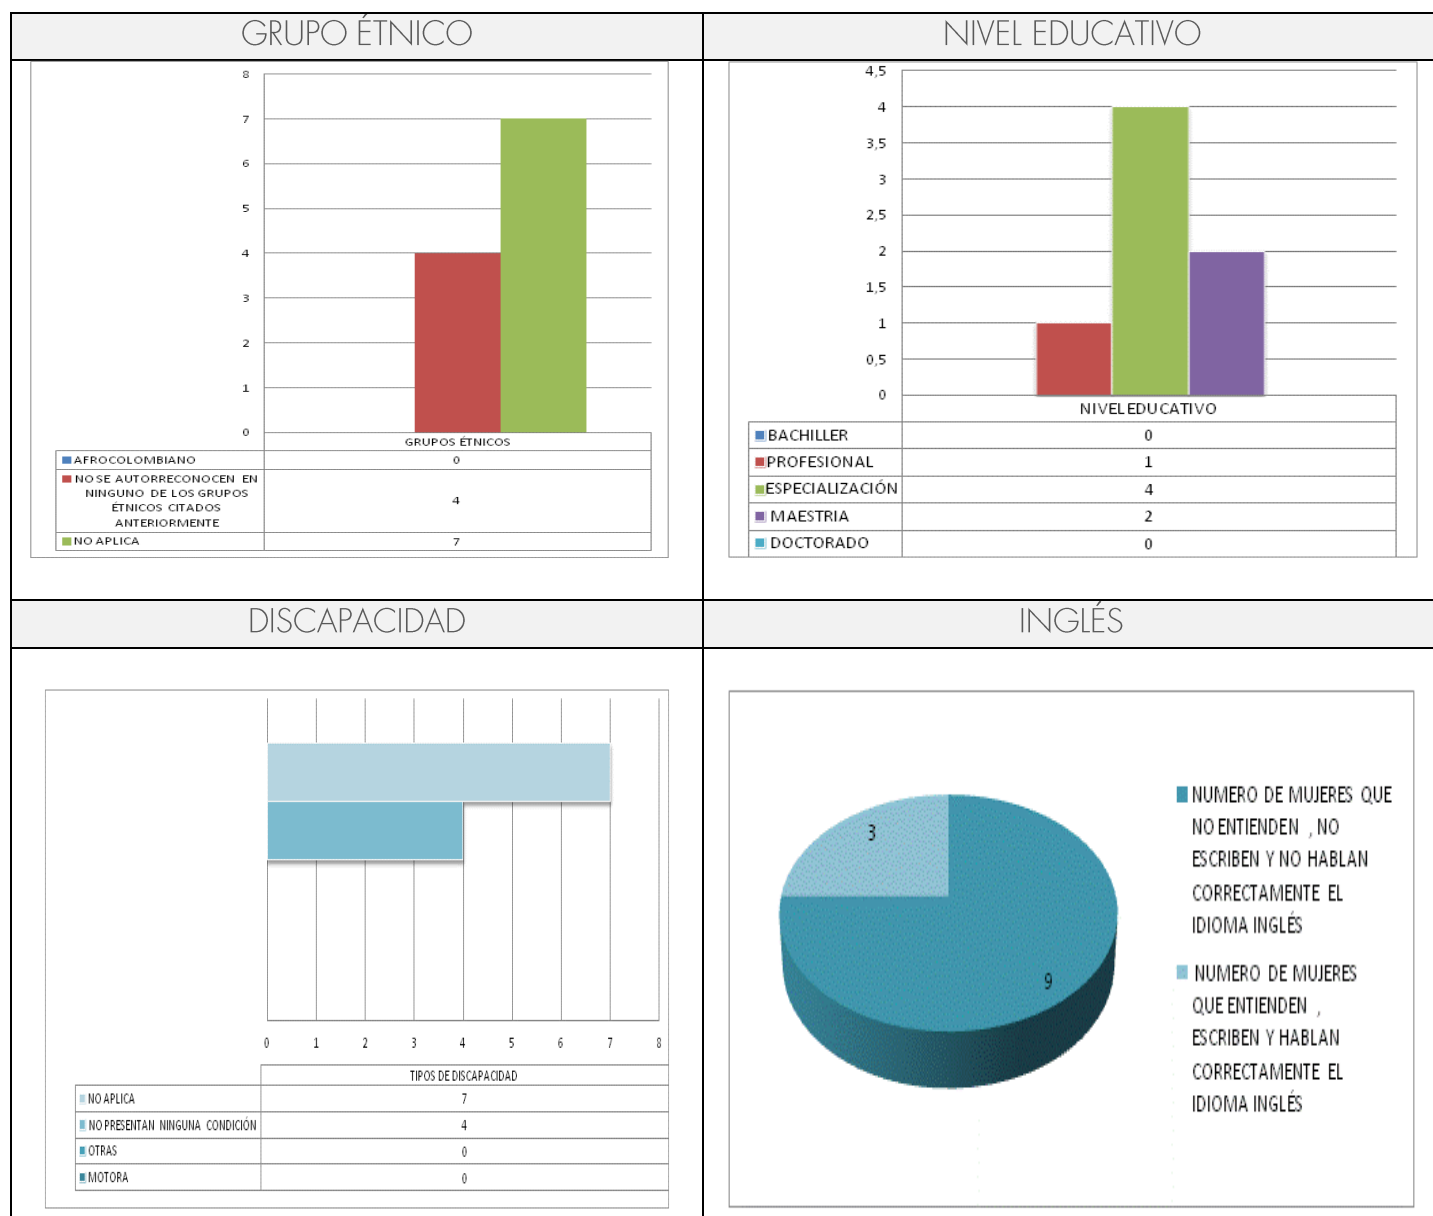 GRUPO ÉTNICO
8
7
6
5
4
3
2
1
0
GRUPOS ÉTNICOS
AFROCOLOMBIANO 0
NO SE AUTORRECONOCEN EN
NINGUNO DE LOS GRUPOS
ÉTNICOS CITADOS
ANTERIORMENTE
4
NO APLICA 7
NIVEL EDUCATIVO
4,5
4
3,5
3
2,5
2
1,5
1
0,5
0
NIVEL EDUCATIVO
BACHILLER 0
PROFESIONAL 1
ESPECIALIZACIÓN 4
MAESTRIA 2
DOCTORADO 0
DISCAPACIDAD
0 1 2 3 4 5 6 7 8
TIPOS DE DISCAPACIDAD
NO APLICA 7
NO PRESENTAN NINGUNA CONDICIÓN 4
OTRAS 0
MOTORA 0
INGLÉS
3
9
NUMERO DE MUJERES QUE
NO ENTIENDEN , NO
ESCRIBEN Y NO HABLAN
CORRECTAMENTE EL
IDIOMA INGLÉS
NUMERO DE MUJERES
QUE ENTIENDEN ,
ESCRIBEN Y HABLAN
CORRECTAMENTE EL
IDIOMA INGLÉS